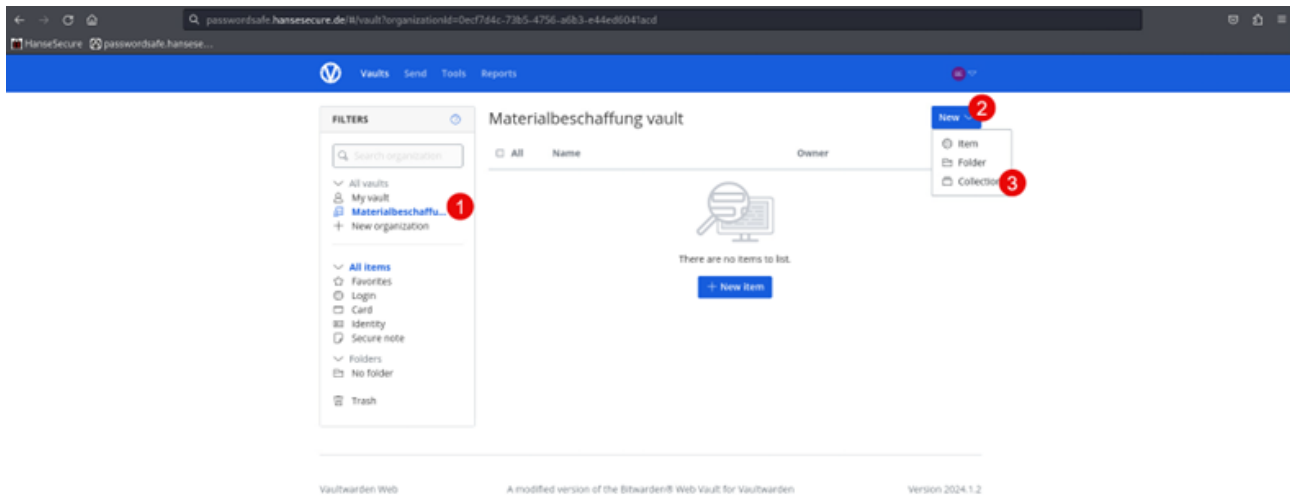 passwordsafe.hansesecure.de/#/vault?organizationId=0ecf7d4c-73b5-4756-a6b3-e44ed6041acd
HanseSecure passwordsafe.hansese...
Vaults Send Tools Reports
FILTERS
Search organization
All vaults
My vault
Materialbeschaffu... 1
New organization
All items
Favorites
Login
Card
Identity
Secure note
Folders
No folder
Trash
Materialbeschaffung vault
New 2
Item
Folder
Collection 3
All Name Owner
There are no items to list.
+ New item
Vaultwarden Web A modified version of the Bitwarden® Web Vault for Vaultwarden Version 2024.1.2